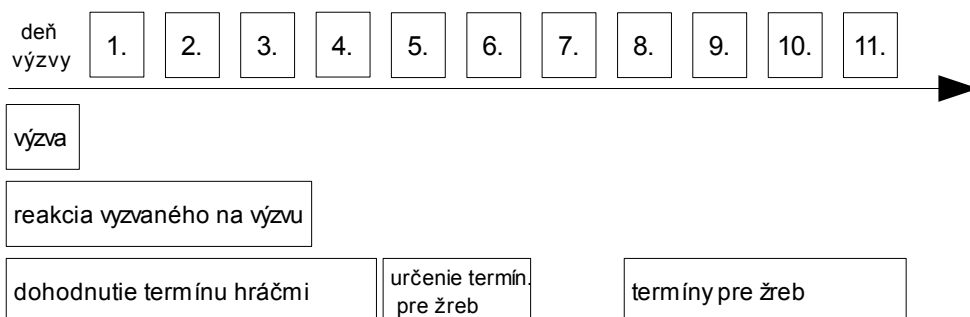 deň
výzvy
1. 2. 3. 4. 5. 6. 7. 8. 9. 10. 11.
výzva
reakcia vyzvaného na výzvu
dohodnutie termínu hráčmi
určenie termín.
pre žreb
termíny pre žreb